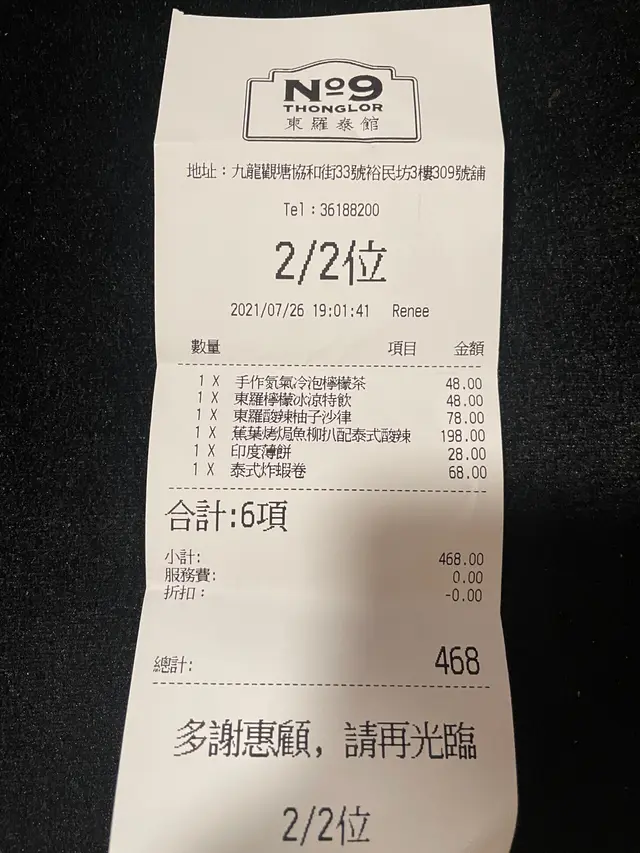 Nº9
THONGLOR
東羅泰館
地址：九龍觀塘協和街33號裕民坊3樓309號舖
Tel：36188200
2/2位
2021/07/26 19:01:41 Renee
數量 項目 金額
1 X 手作氮氣冷泡檸檬茶 48.00
1 X 東羅檸檬冰涼特飲 48.00
1 X 東羅酸辣柚子沙律 78.00
1 X 蕉葉烤焗魚柳扒配泰式酸辣 198.00
1 X 印度薄餅 28.00
1 X 泰式炸蝦卷 68.00
合計:6項
小計: 468.00
服務費: 0.00
折扣： -0.00
總計: 468
多謝惠顧, 請再光臨
2/2位